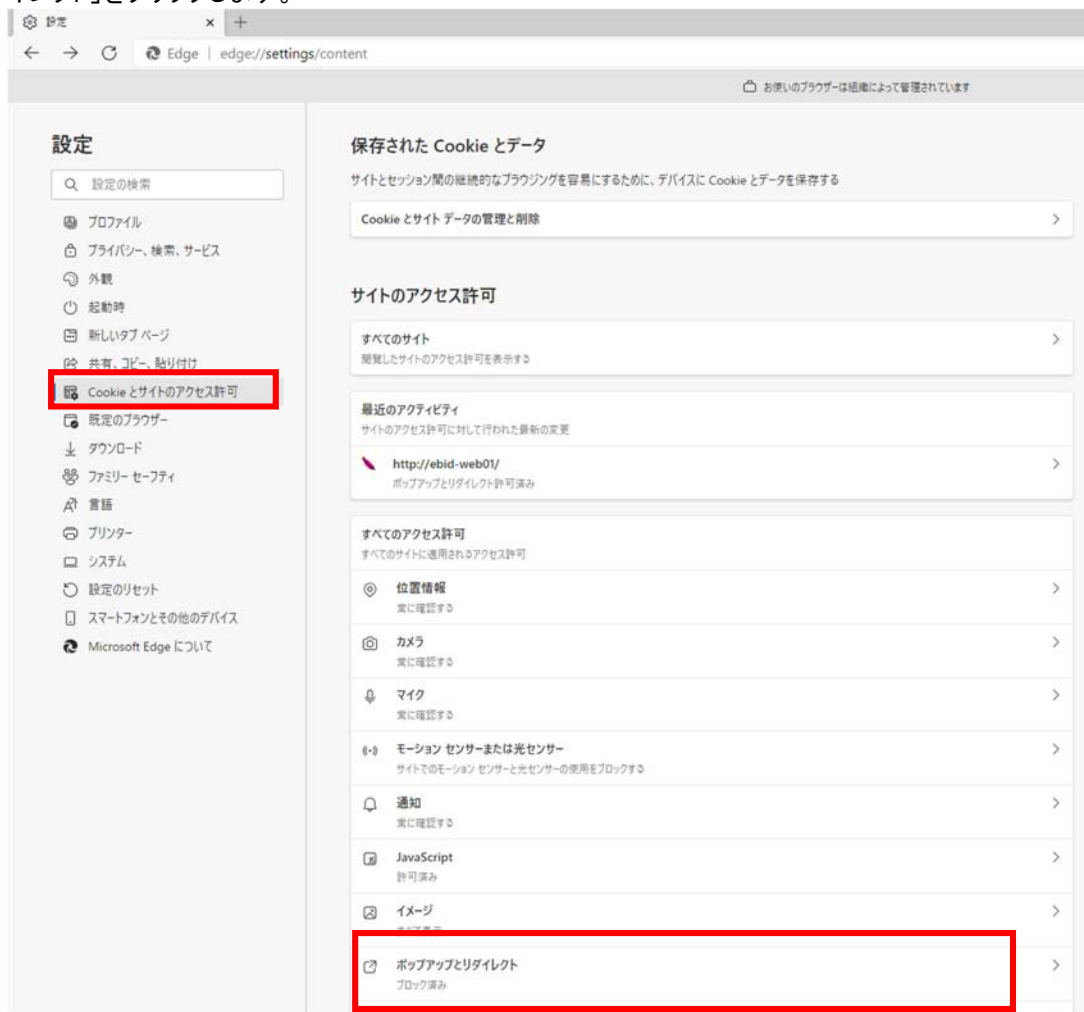 設定
Edge | edge://settings/content
お使いのブラウザーは組織によって管理されています
設定
設定の検索
プロファイル
プライバシー、検索、サービス
外観
起動時
新しいタブ ページ
共有、コピー、貼り付け
Cookie とサイトのアクセス許可
既定のブラウザー
ダウンロード
ファミリー セーフティ
言語
プリンター
システム
設定のリセット
スマートフォンとその他のデバイス
Microsoft Edge について
保存された Cookie とデータ
サイトとセッション間の継続的なブラウジングを容易にするために、デバイスに Cookie とデータを保存する
Cookie とサイト データの管理と削除
サイトのアクセス許可
すべてのサイト
閲覧したサイトのアクセス許可を表示する
最近のアクティビティ
サイトのアクセス許可に対して行われた最新の変更
http://ebid-web01/
ポップアップとリダイレクト許可済み
すべてのアクセス許可
すべてのサイトに適用されるアクセス許可
位置情報
常に確認する
カメラ
常に確認する
マイク
常に確認する
モーション センサーまたは光センサー
サイトでのモーション センサーと光センサーの使用をブロックする
通知
常に確認する
JavaScript
許可済み
イメージ
ポップアップとリダイレクト
ブロック済み